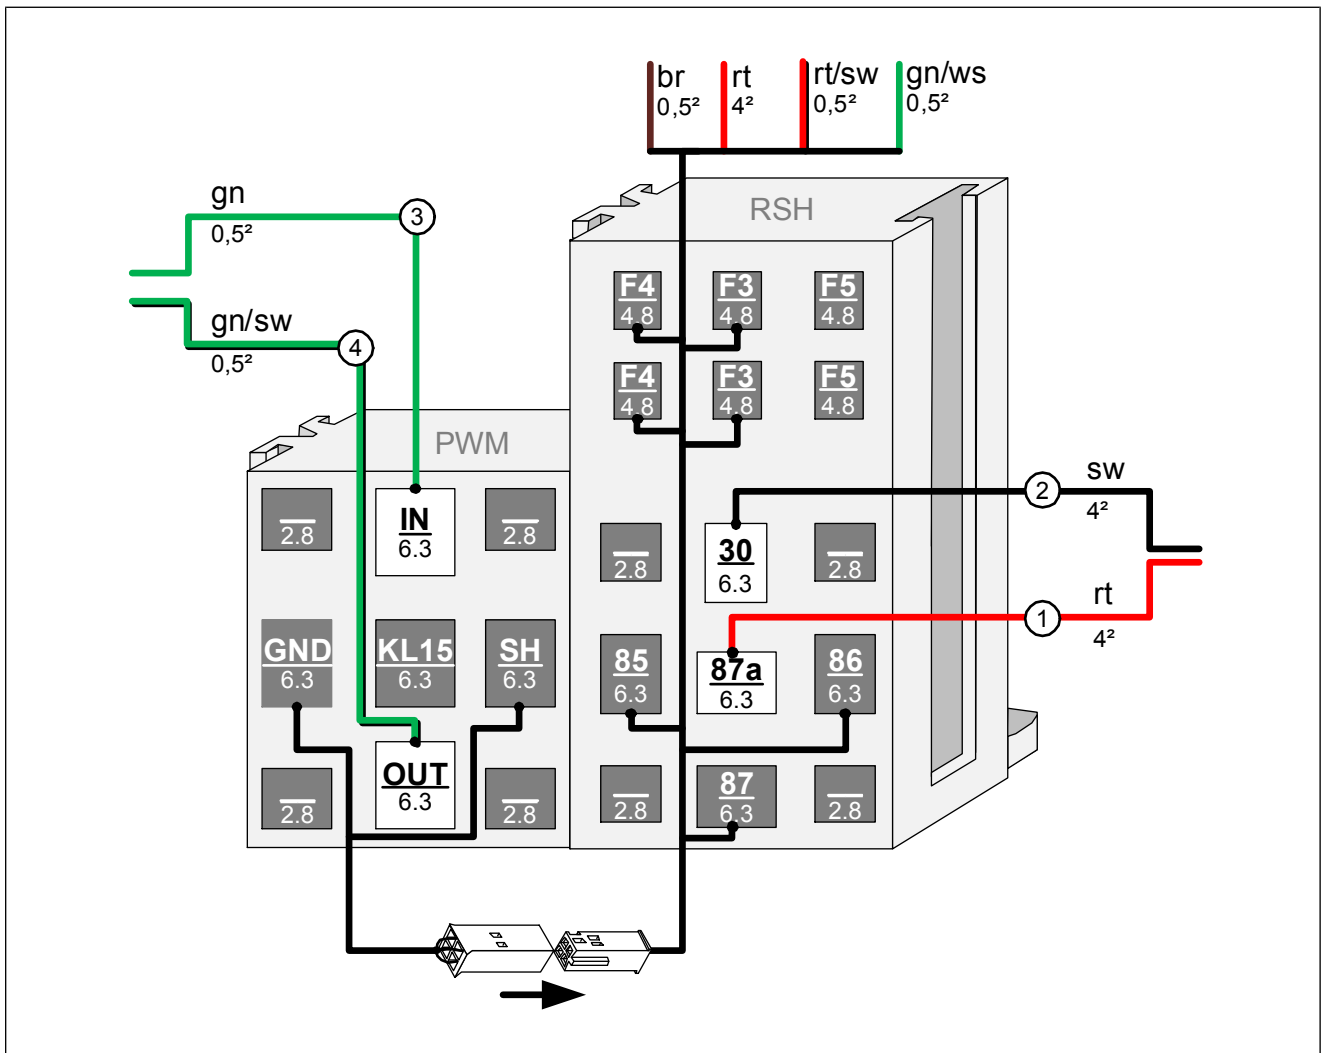 br
0,5²
rt
4²
rt/sw
0,5²
gn/ws
0,5²
gn
0,5²
3
gn/sw
0,5²
4
RSH
F4
4.8
F3
4.8
F5
4.8
F4
4.8
F3
4.8
F5
4.8
PWM
2.8
IN
6.3
2.8
2.8
30
6.3
2.8
2
sw
4²
1
rt
4²
GND
6.3
KL15
6.3
SH
6.3
85
6.3
87a
6.3
86
6.3
2.8
OUT
6.3
2.8
2.8
87
6.3
2.8